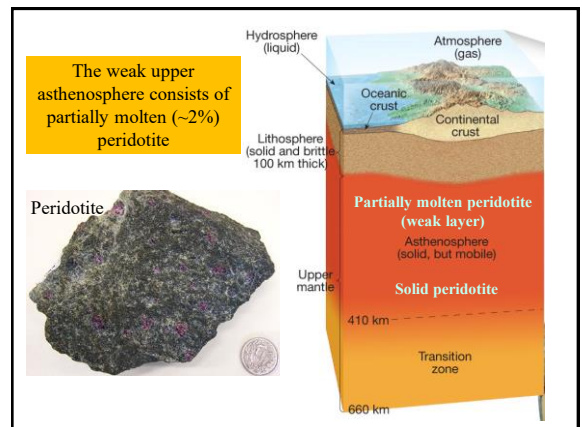 The weak upper
asthenosphere consists of
partially molten (~2%)
peridotite
Peridotite
Hydrosphere
(liquid)
Atmosphere
(gas)
Oceanic
crust
Continental
crust
Lithosphere
(solid and brittle
100 km thick)
Partially molten peridotite
(weak layer)
Asthenosphere
(solid, but mobile)
Upper
mantle
Solid peridotite
410 km
Transition
zone
660 km